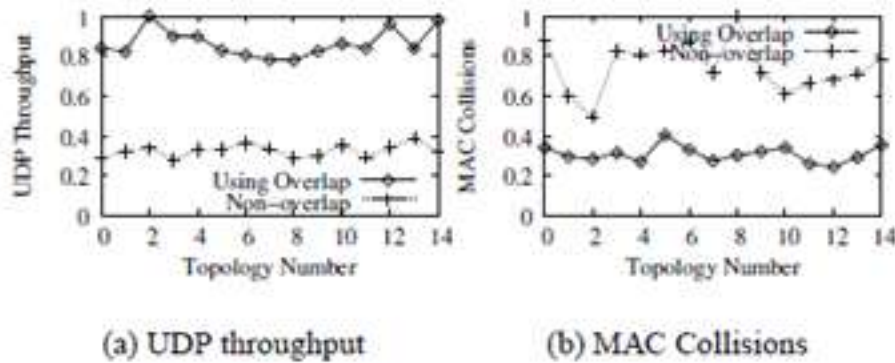 1
0.8
0.6
0.4
0.2
0
UDP Throughput
Using Overlap
Non-overlap
0 2 4 6 8 10 12 14
Topology Number
(a) UDP throughput
1
0.8
0.6
0.4
0.2
0
MAC Collisions
Using Overlap
Non-overlap
0 2 4 6 8 10 12 14
Topology Number
(b) MAC Collisions